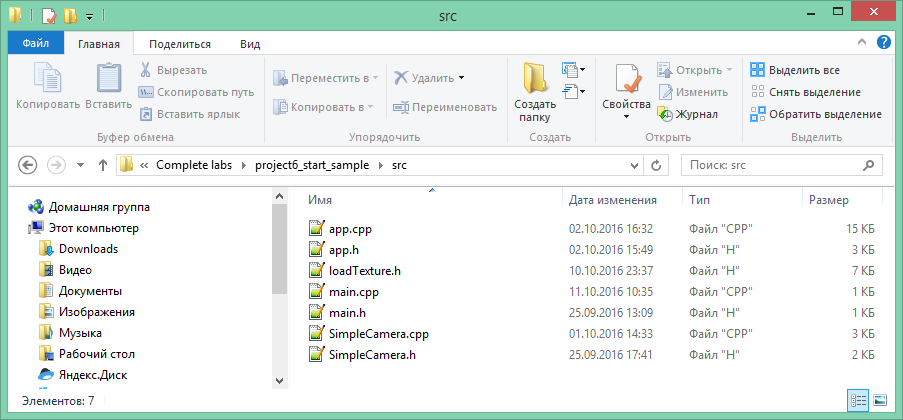 src
Файл Главная Поделиться Вид
Копировать
Вставить
Вырезать
Скопировать путь
Вставить ярлык
Буфер обмена
Переместить в
Копировать в
Удалить
Переименовать
Упорядочить
Создать
папку
Создать
Свойства
Открыть
Изменить
Журнал
Открыть
Выделить все
Снять выделение
Обратить выделение
Выделить
« Complete labs project6_start_sample src
Поиск: src
Домашняя группа
Этот компьютер
Downloads
Видео
Документы
Изображения
Музыка
Рабочий стол
Яндекс.Диск
Имя Дата изменения Тип Размер
app.cpp 02.10.2016 16:32 Файл "CPP" 15 КБ
app.h 02.10.2016 15:49 Файл "H" 3 КБ
loadTexture.h 10.10.2016 23:37 Файл "H" 7 КБ
main.cpp 11.10.2016 10:35 Файл "CPP" 1 КБ
main.h 25.09.2016 13:09 Файл "H" 1 КБ
SimpleCamera.cpp 01.10.2016 14:33 Файл "CPP" 3 КБ
SimpleCamera.h 25.09.2016 17:41 Файл "H" 2 КБ
Элементов: 7